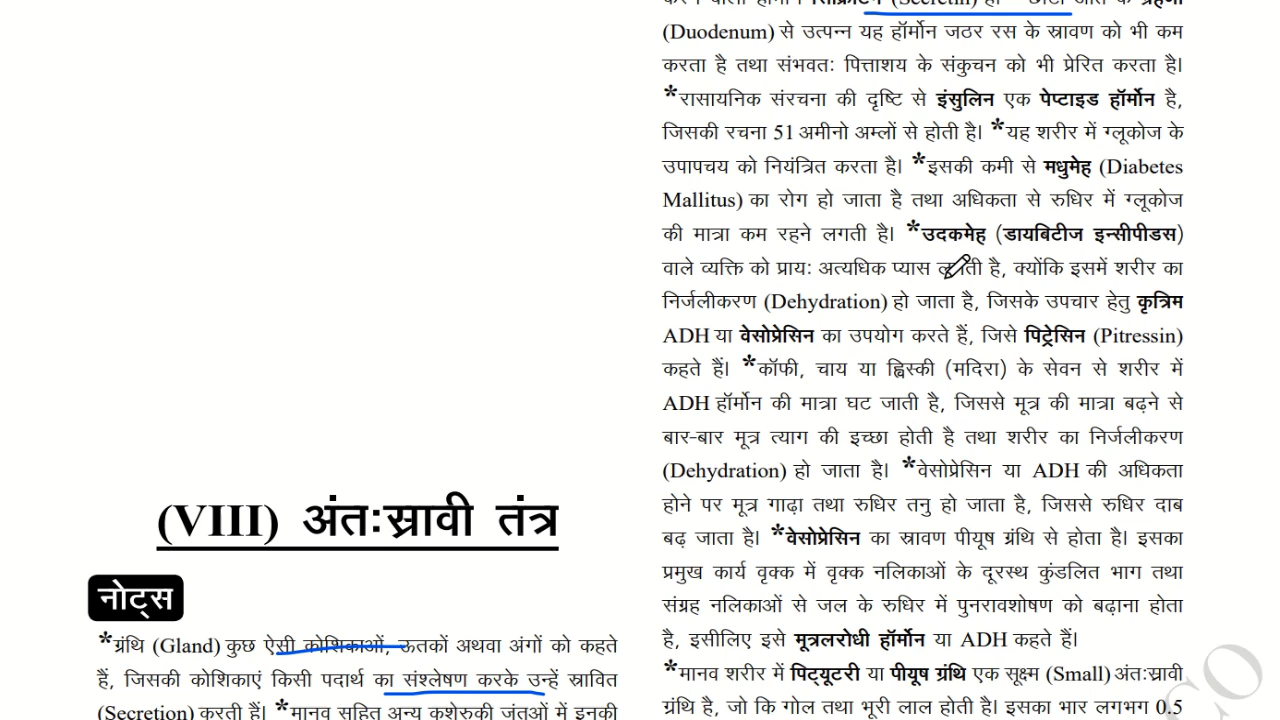 (VIII) अंतःस्रावी तंत्र
नोट्स
*ग्रंथि (Gland) कुछ ऐसी कोशिकाओं, ऊतकों अथवा अंगों को कहते
हैं, जिसकी कोशिकाएं किसी पदार्थ का संश्लेषण करके उन्हें स्रावित
(Secretion) करती हैं। *मानव सहित अन्य कशेरुकी जंतुओं में इनकी
(Secretin)
(Duodenum) से उत्पन्न यह हॉर्मोन जठर रस के स्रावण को भी कम
करता है तथा संभवतः पित्ताशय के संकुचन को भी प्रेरित करता है।
*रासायनिक संरचना की दृष्टि से इंसुलिन एक पेप्टाइड हॉर्मोन है,
जिसकी रचना 51 अमीनो अम्लों से होती है। *यह शरीर में ग्लूकोज के
उपापचय को नियंत्रित करता है। *इसकी कमी से मधुमेह (Diabetes
Mallitus) का रोग हो जाता है तथा अधिकता से रुधिर में ग्लूकोज
की मात्रा कम रहने लगती है। *उदकमेह (डायबिटीज इन्सीपीडस)
वाले व्यक्ति को प्रायः अत्यधिक प्यास लगती है, क्योंकि इसमें शरीर का
निर्जलीकरण (Dehydration) हो जाता है, जिसके उपचार हेतु कृत्रिम
ADH या वेसोप्रेसिन का उपयोग करते हैं, जिसे पिट्रेसिन (Pitressin)
कहते हैं। *कॉफी, चाय या ह्विस्की (मदिरा) के सेवन से शरीर में
ADH हॉर्मोन की मात्रा घट जाती है, जिससे मूत्र की मात्रा बढ़ने से
बार-बार मूत्र त्याग की इच्छा होती है तथा शरीर का निर्जलीकरण
(Dehydration) हो जाता है। *वेसोप्रेसिन या ADH की अधिकता
होने पर मूत्र गाढ़ा तथा रुधिर तनु हो जाता है, जिससे रुधिर दाब
बढ़ जाता है। *वेसोप्रेसिन का स्रावण पीयूष ग्रंथि से होता है। इसका
प्रमुख कार्य वृक्क में वृक्क नलिकाओं के दूरस्थ कुंडलित भाग तथा
संग्रह नलिकाओं से जल के रुधिर में पुनरावशोषण को बढ़ाना होता
है, इसीलिए इसे मूत्रलरोधी हॉर्मोन या ADH कहते हैं।
*मानव शरीर में पिट्यूटरी या पीयूष ग्रंथि एक सूक्ष्म (Small) अंतःस्रावी
ग्रंथि है, जो कि गोल तथा भूरी लाल होती है। इसका भार लगभग 0.5